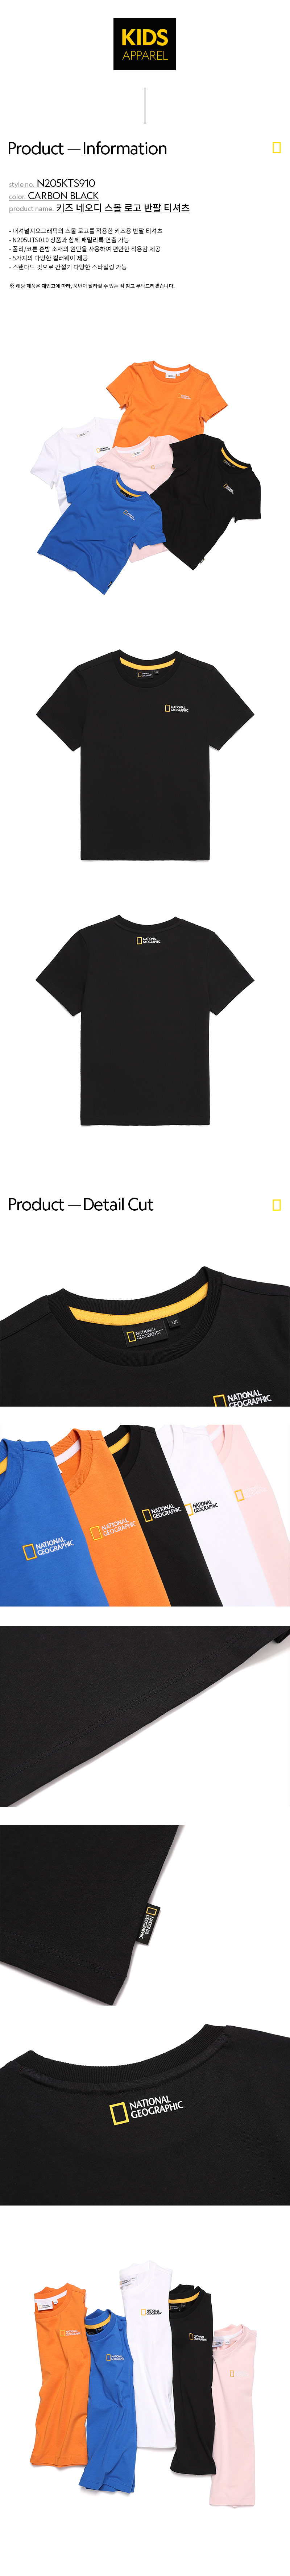 KIDS
APPAREL
Product — Information
style no. N205KTS910
color. CARBON BLACK
product name. 키즈 네오디 스몰 로고 반팔 티셔츠
- 내셔널지오그래픽의 스몰 로고를 적용한 키즈용 반팔 티셔츠
- N205UTS010 상품과 함께 패밀리룩 연출 가능
- 폴리/코튼 혼방 소재의 원단을 사용하여 편안한 착용감 제공
- 5가지의 다양한 컬러웨이 제공
- 스탠다드 핏으로 간절기 다양한 스타일링 가능
※ 해당 제품은 재입고에 따라, 폴번이 달라질 수 있는 점 참고 부탁드리겠습니다.
NATIONAL
GEOGRAPHIC
NATIONAL
GEOGRAPHIC
Product — Detail Cut
NATIONAL
GEOGRAPHIC
NATIONAL
GEOGRAPHIC
NATIONAL
GEOGRAPHIC
NATIONAL
GEOGRAPHIC
NATIONAL
GEOGRAPHIC
NATIONAL
GEOGRAPHIC
NATIONAL
GEOGRAPHIC
NATIONAL
GEOGRAPHIC
NATIONAL
GEOGRAPHIC
NATIONAL
GEOGRAPHIC
NATIONAL
GEOGRAPHIC